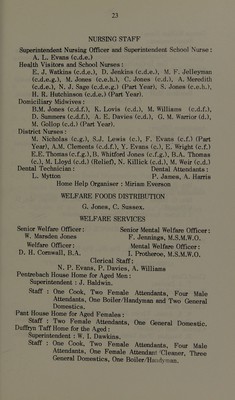 23
NURSING STAFF
Superintendent Nursing Officer and Superintendent School Nurse :
A. L. Evans (c.d.e.)
Health Visitors and School Nurses :
E. J. Watkins (c.d.e.), D. Jenkins (c.d.e.), M. F. Jelleyman
(c.d.e.g.), M. Jones (c.e.h.), C. Jones (c.d.), A. Meredith
(c.d.e.), N. J. Sage (c.d.e.g.) (Part Year), S. Jones (c.e.h.),
H. R. Hutchinson (c.d.e.) (Part Year).
Domiciliary Midwives :
B.M. Jones (c.d.f.), K. Lovis (c.d.), M. Williams (c.d.f.),
D. Summers (c.d.f.), A. E. Davies (c.d.), G. M. Warrior (d.),
M. Gollop (c.d.) (Part Year).
District Nurses :
M. Nicholas (c.g.), S.J. Lewis (c.), F. Evans (c.f.) (Part
Year), A.M. Clements (c.d.f.), Y. Evans (c.), E. Wright (c.f.)
E.E. Thomas (c.f.g.), B. Whitford Jones (c.f.g.), B.A. Thomas
(c.), M. Lloyd (c.d.) (Relief), N. Killick (c.d.), M. Weir (c.d.)
Dental Technician : Dental Attendants :
L. Mytton P. James, A. Harris
Home Help Organiser : Mirian Everson
WELFARE FOODS DISTRIBUTION
G. Jones, C. Sussex.
WELFARE SERVICES
Senior Welfare Officer : Senior Mental Welfare Officer :
W. Marsden Jones F. Jennings, M.S.M.W.O.
Welfare Officer : Mental Welfare Officer :
D. H. Cornwall, B.A. I. Protheroe, M.S.M.W.O.
Clerical Staff :
N. P. Evans, P. Davies, A. Williams
Pentrebach House Home for Aged Men :
Superintendent : J. Baldwin.
Staff : One Cook, Two Female Attendants, Four Male
Attendants, One Boiler/Handyman and Two General
Domestics.
Pant House Home for Aged Females :
Staff : Two Female Attendants, One General Domestic.
Duffryn Taff Home for the Aged :
Superintendent : W. I. Dawkins.
Staff : One Cook, Two Female Attendants, Four Male
Attendants, One Female Attendant/Cleaner, Three
General Domestics, One Boiler/Handyman.